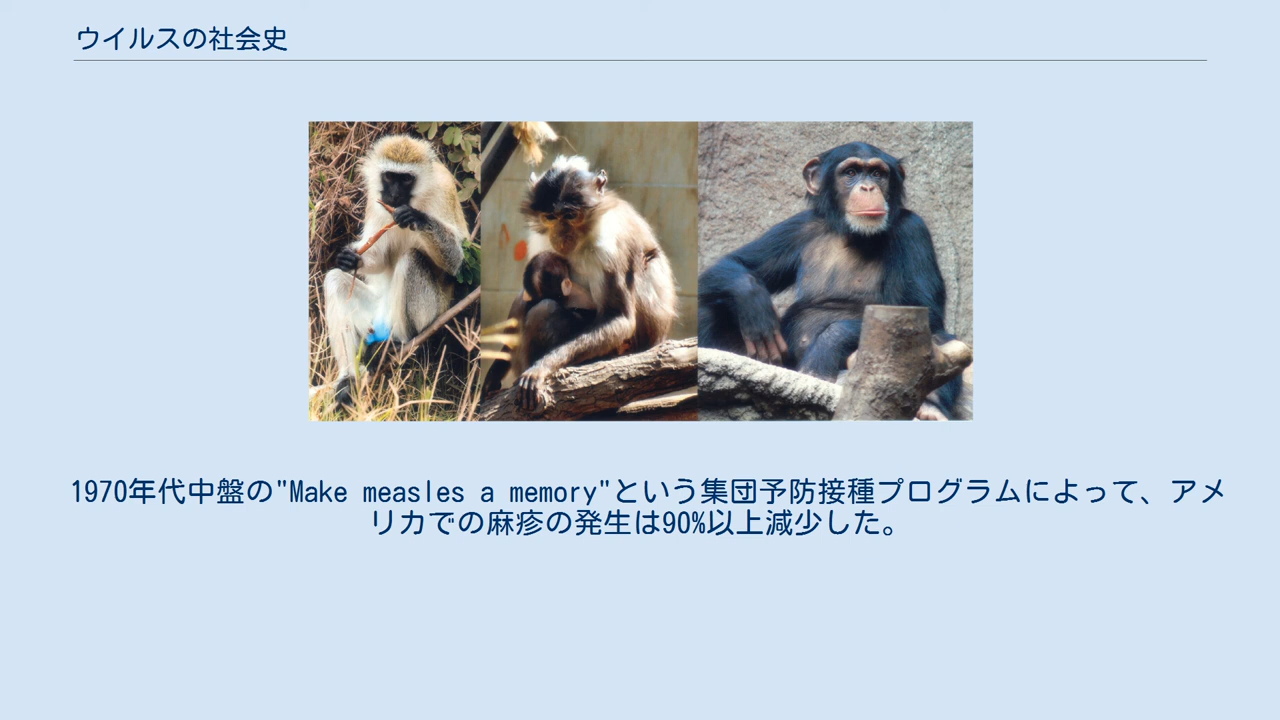 ウイルスの社会史
1970年代中盤の"Make measles a memory"という集団予防接種プログラムによって、アメ
リカでの麻疹の発生は90%以上減少した。